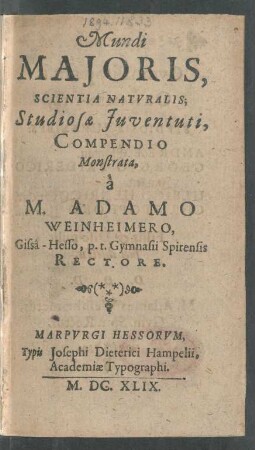 Mundi
MAJORIS,
SCIENTIA NATVRALIS;
Studiosæ Juventuti,
COMPENDIO
Monstrata,
à
M. ADAMO
WEINHEIMERO,
Gissâ-Hesso, p. t. Gymnasii Spirensis
RECTORE.
(***)
MARPVRGI HESSORVM,
Typis Josephi Dieterici Hampelii,
Academiæ Typographi.
M. DC. XLIX.